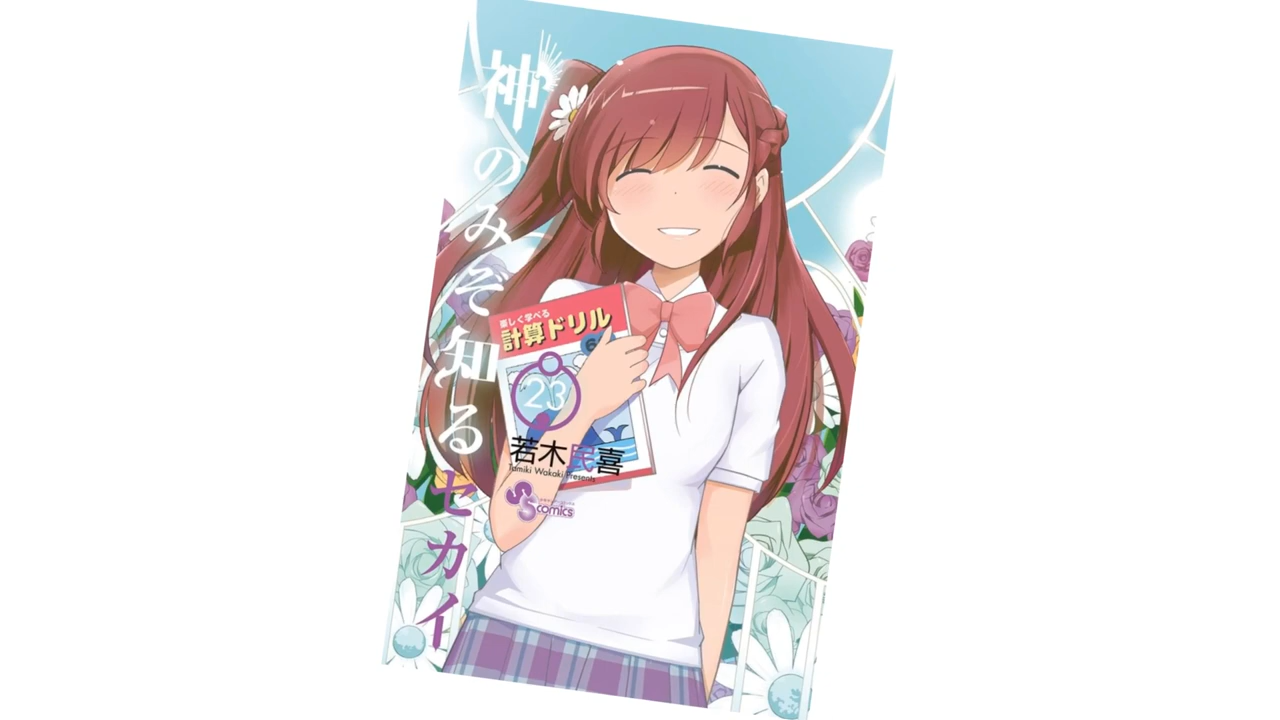 神のみぞ知るセカイ
楽しく学べる
計算ドリル
6
23
若木民喜
Tamiki Wakaki Presents
SS comics